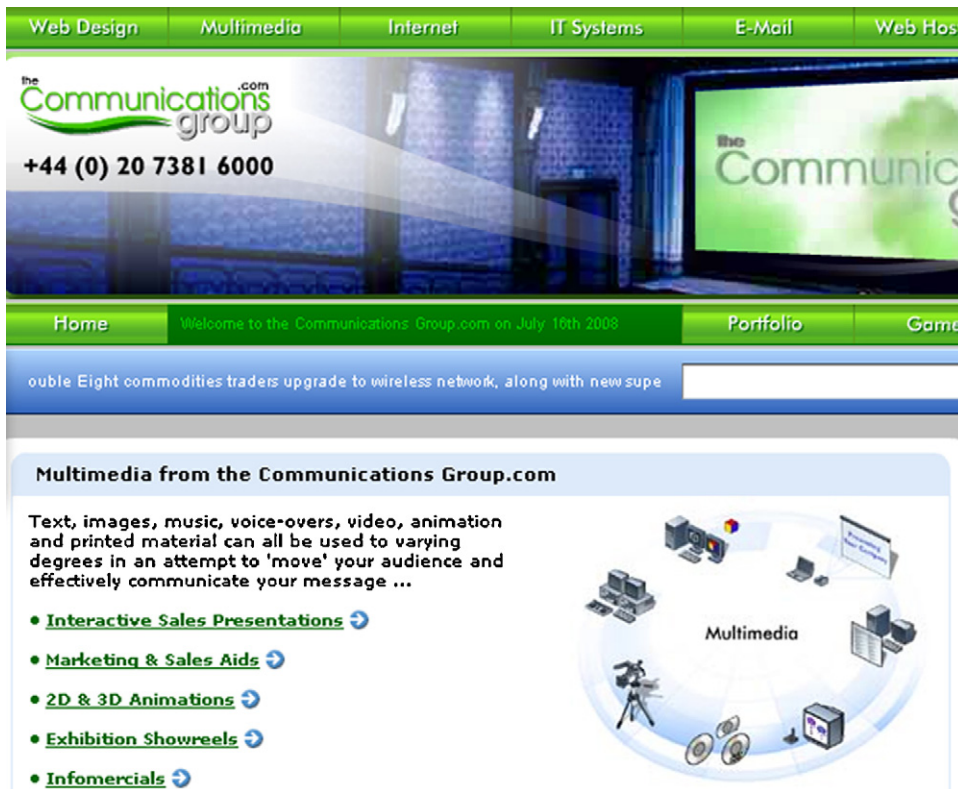 Web Design Multimedia Internet IT Systems E-Mail Web Hos
the
Communications
.com
group
+44 (0) 20 7381 6000
the
Communic
g
Home Welcome to the Communications Group.com on July 16th 2008 Portfolio Game
ouble Eight commodities traders upgrade to wireless network, along with new supe
Multimedia from the Communications Group.com
Text, images, music, voice-overs, video, animation
and printed material can all be used to varying
degrees in an attempt to 'move' your audience and
effectively communicate your message ...
• Interactive Sales Presentations
• Marketing & Sales Aids
• 2D & 3D Animations
• Exhibition Showreels
• Infomercials
Presenting
Your Company
Multimedia